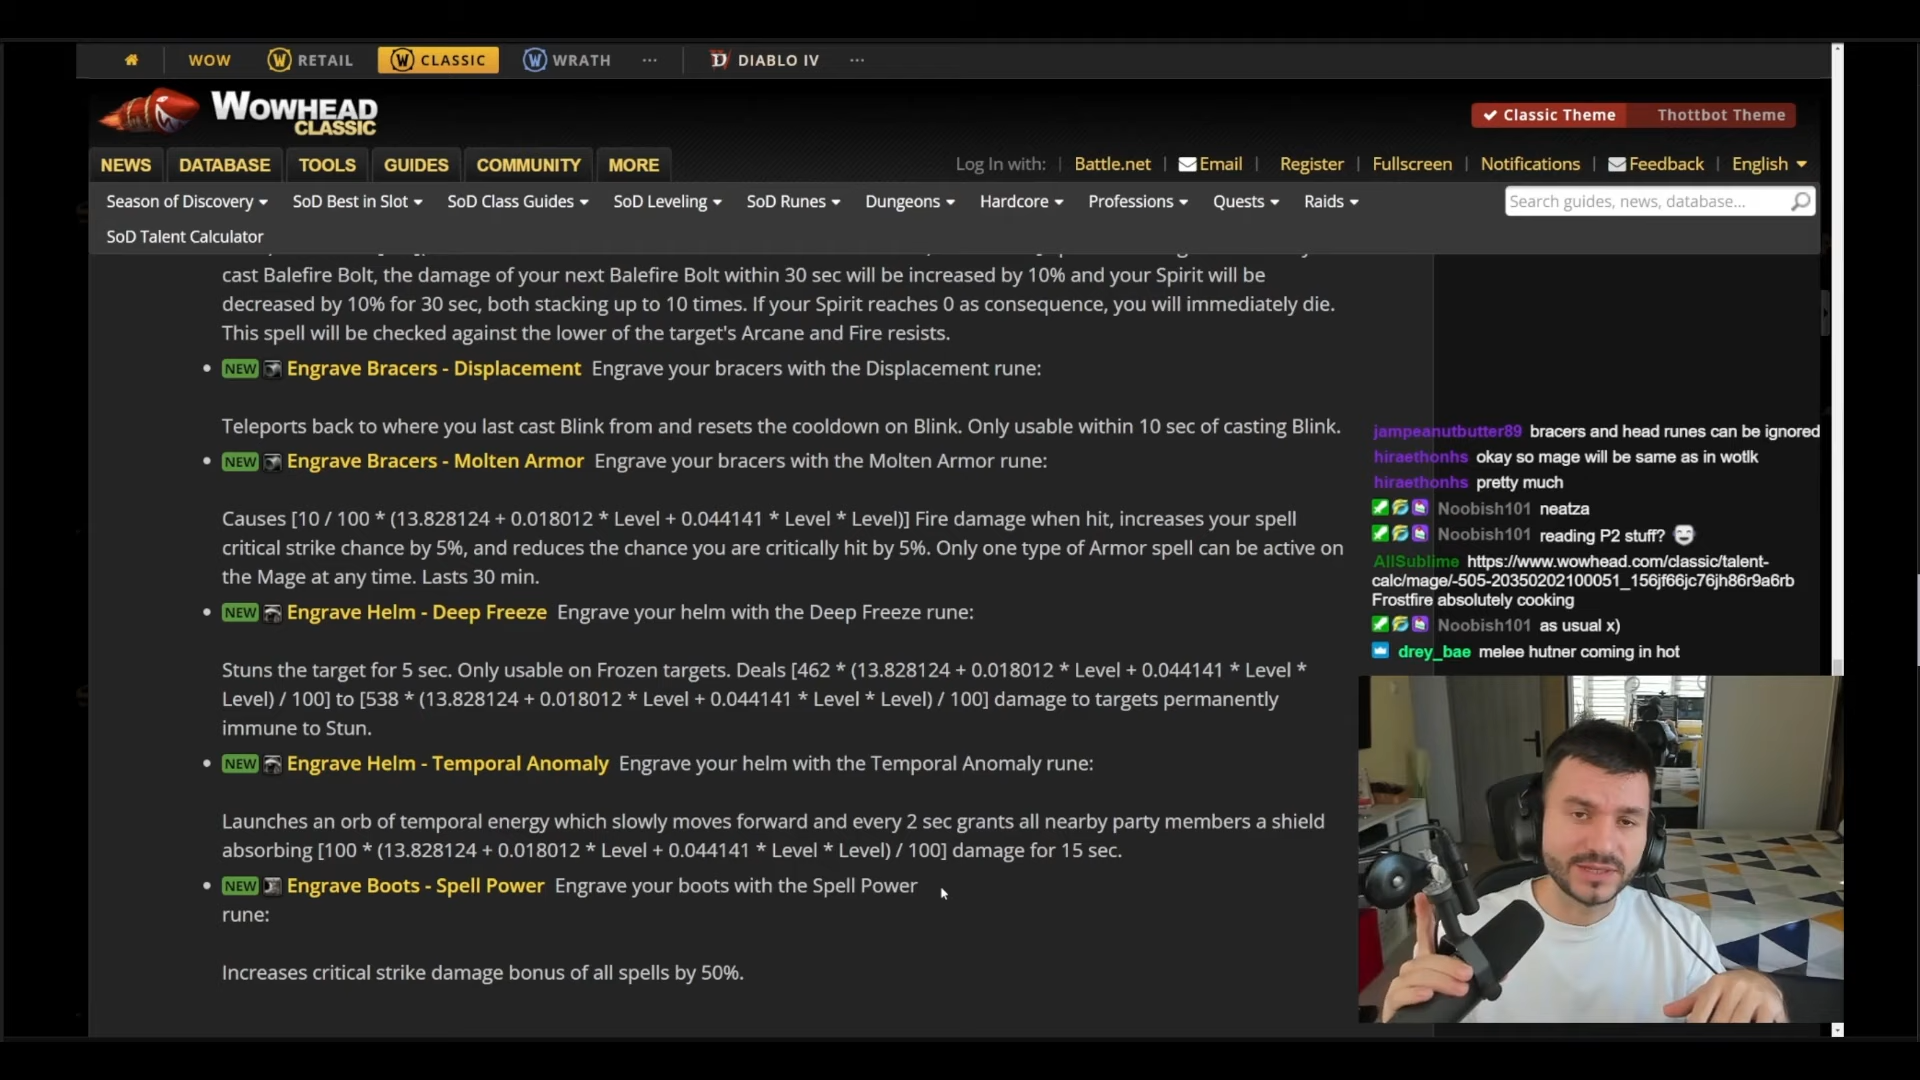 WOW
RETAIL
CLASSIC
WRATH
DIABLO IV
WOWHEAD
CLASSIC
Classic Theme
Thottbot Theme
NEWS
DATABASE
TOOLS
GUIDES
COMMUNITY
MORE
Log In with:
Battle.net
Email
Register
Fullscreen
Notifications
Feedback
English
Season of Discovery
SoD Best in Slot
SoD Class Guides
SoD Leveling
SoD Runes
Dungeons
Hardcore
Professions
Quests
Raids
Search guides, news, database...
SoD Talent Calculator
cast Balefire Bolt, the damage of your next Balefire Bolt within 30 sec will be increased by 10% and your Spirit will be
decreased by 10% for 30 sec, both stacking up to 10 times. If your Spirit reaches 0 as consequence, you will immediately die.
This spell will be checked against the lower of the target's Arcane and Fire resists.
NEW Engrave Bracers - Displacement Engrave your bracers with the Displacement rune:
Teleports back to where you last cast Blink from and resets the cooldown on Blink. Only usable within 10 sec of casting Blink.
NEW Engrave Bracers - Molten Armor Engrave your bracers with the Molten Armor rune:
Causes [10 / 100 * (13.828124 + 0.018012 * Level + 0.044141 * Level * Level)] Fire damage when hit, increases your spell
critical strike chance by 5%, and reduces the chance you are critically hit by 5%. Only one type of Armor spell can be active on
the Mage at any time. Lasts 30 min.
NEW Engrave Helm - Deep Freeze Engrave your helm with the Deep Freeze rune:
Stuns the target for 5 sec. Only usable on Frozen targets. Deals [462 * (13.828124 + 0.018012 * Level + 0.044141 * Level *
Level) / 100] to [538 * (13.828124 + 0.018012 * Level + 0.044141 * Level * Level) / 100] damage to targets permanently
immune to Stun.
NEW Engrave Helm - Temporal Anomaly Engrave your helm with the Temporal Anomaly rune:
Launches an orb of temporal energy which slowly moves forward and every 2 sec grants all nearby party members a shield
absorbing [100 * (13.828124 + 0.018012 * Level + 0.044141 * Level * Level) / 100] damage for 15 sec.
NEW Engrave Boots - Spell Power Engrave your boots with the Spell Power
rune:
Increases critical strike damage bonus of all spells by 50%.
jampeanutbutter89 bracers and head runes can be ignored
hiraethonhs okay so mage will be same as in wotlk
hiraethonhs pretty much
Noobish101 neatza
Noobish101 reading P2 stuff?
AllSublime https://www.wowhead.com/classic/talent-
calc/mage/-505-20350202100051_156jf66jc76jh86r9a6rb
Frostfire absolutely cooking
Noobish101 as usual x)
drey_bae melee hutner coming in hot